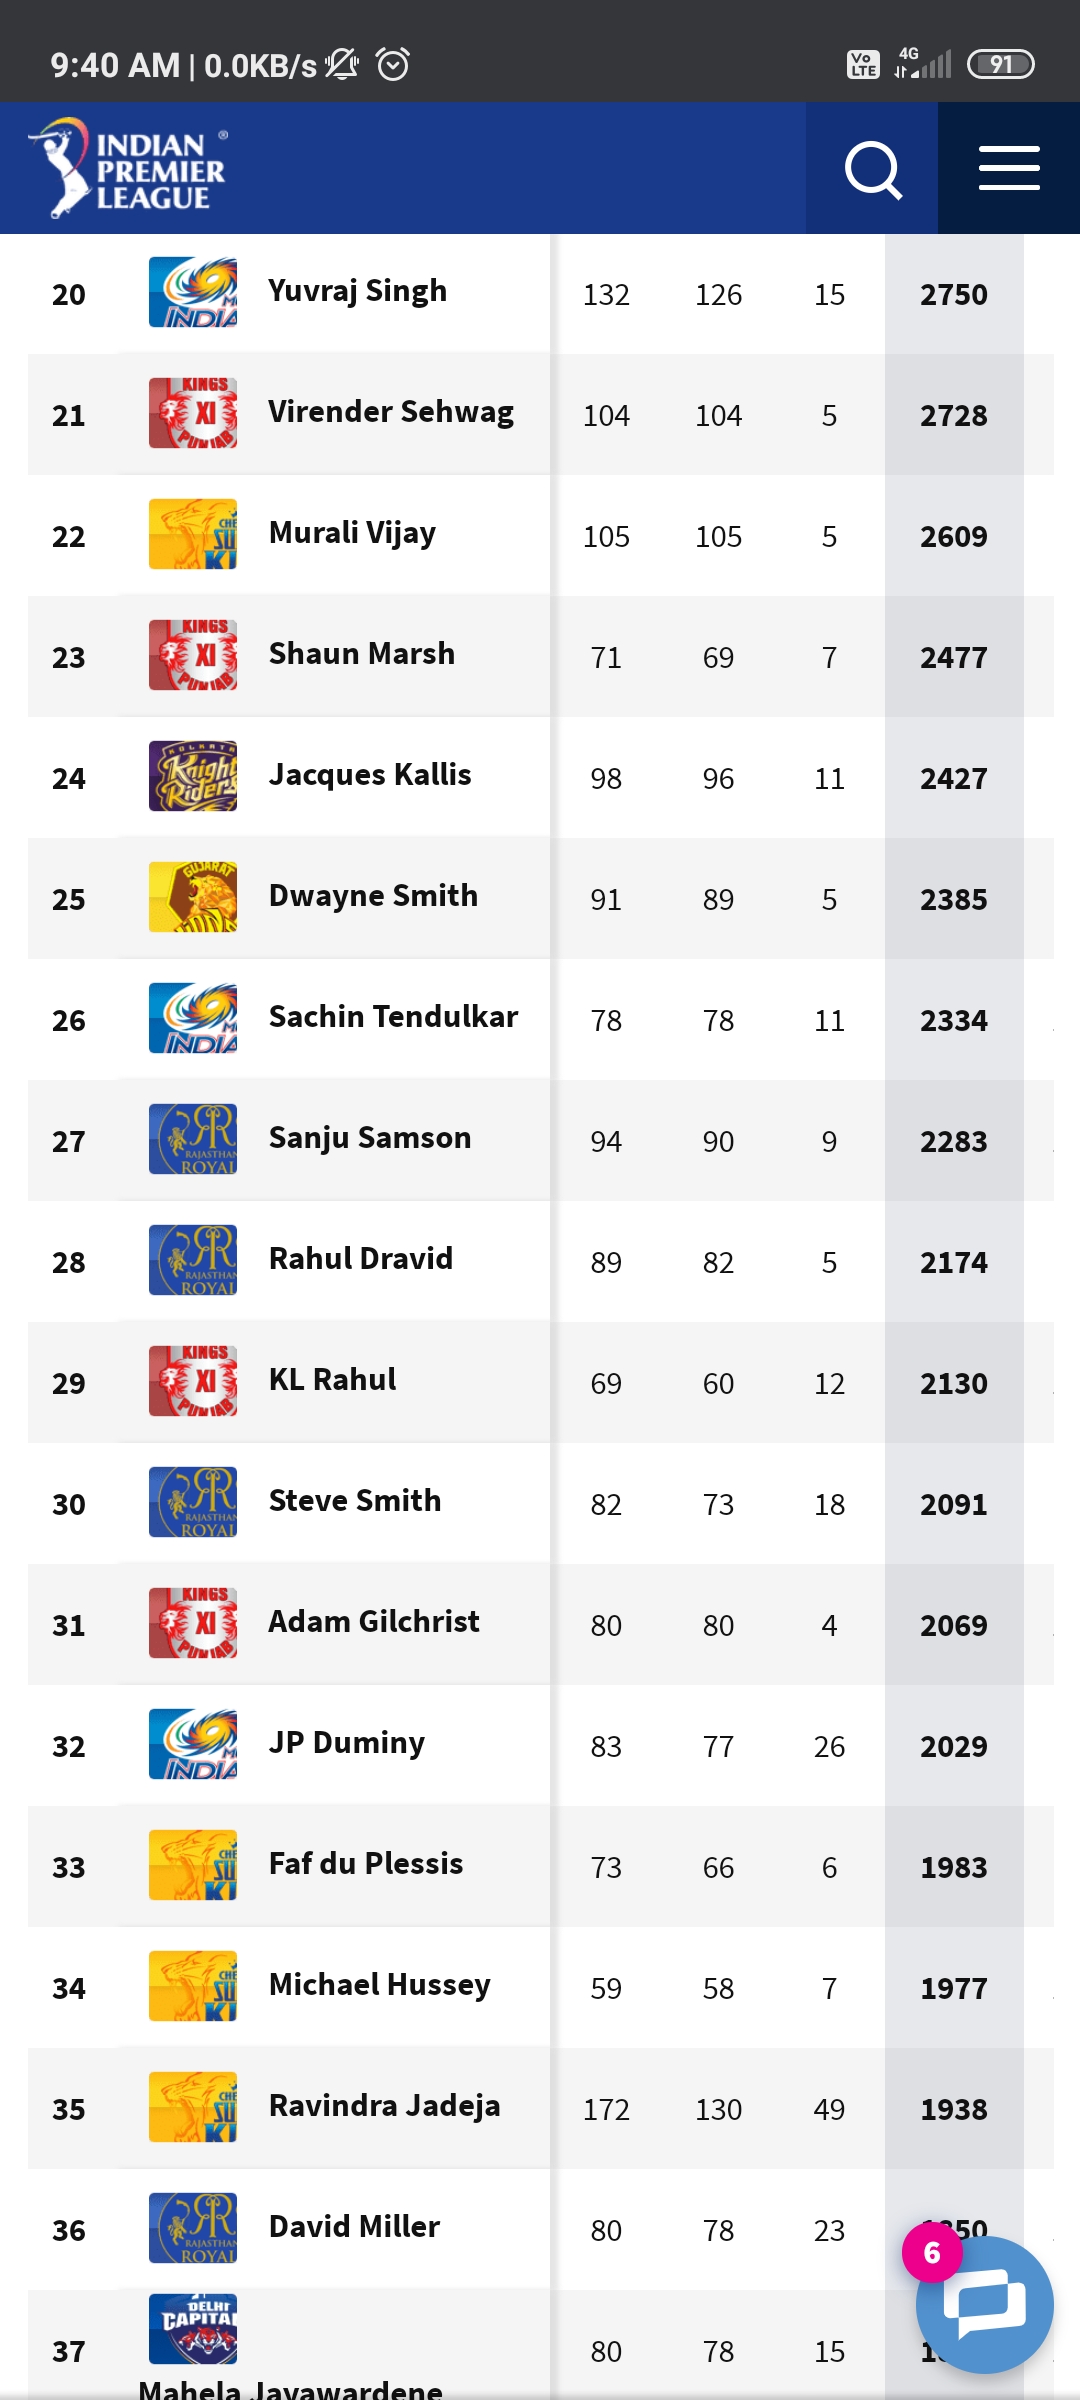 9:40 AM | 0.0KB/s Vo LTE 4G 91
INDIAN ®
PREMIER
LEAGUE
20 Yuvraj Singh 132 126 15 2750
21 Virender Sehwag 104 104 5 2728
22 Murali Vijay 105 105 5 2609
23 Shaun Marsh 71 69 7 2477
24 Jacques Kallis 98 96 11 2427
25 Dwayne Smith 91 89 5 2385
26 Sachin Tendulkar 78 78 11 2334
27 Sanju Samson 94 90 9 2283
28 Rahul Dravid 89 82 5 2174
29 KL Rahul 69 60 12 2130
30 Steve Smith 82 73 18 2091
31 Adam Gilchrist 80 80 4 2069
32 JP Duminy 83 77 26 2029
33 Faf du Plessis 73 66 6 1983
34 Michael Hussey 59 58 7 1977
35 Ravindra Jadeja 172 130 49 1938
36 David Miller 80 78 23
6
37 80 78 15
Mahela Jayawardene